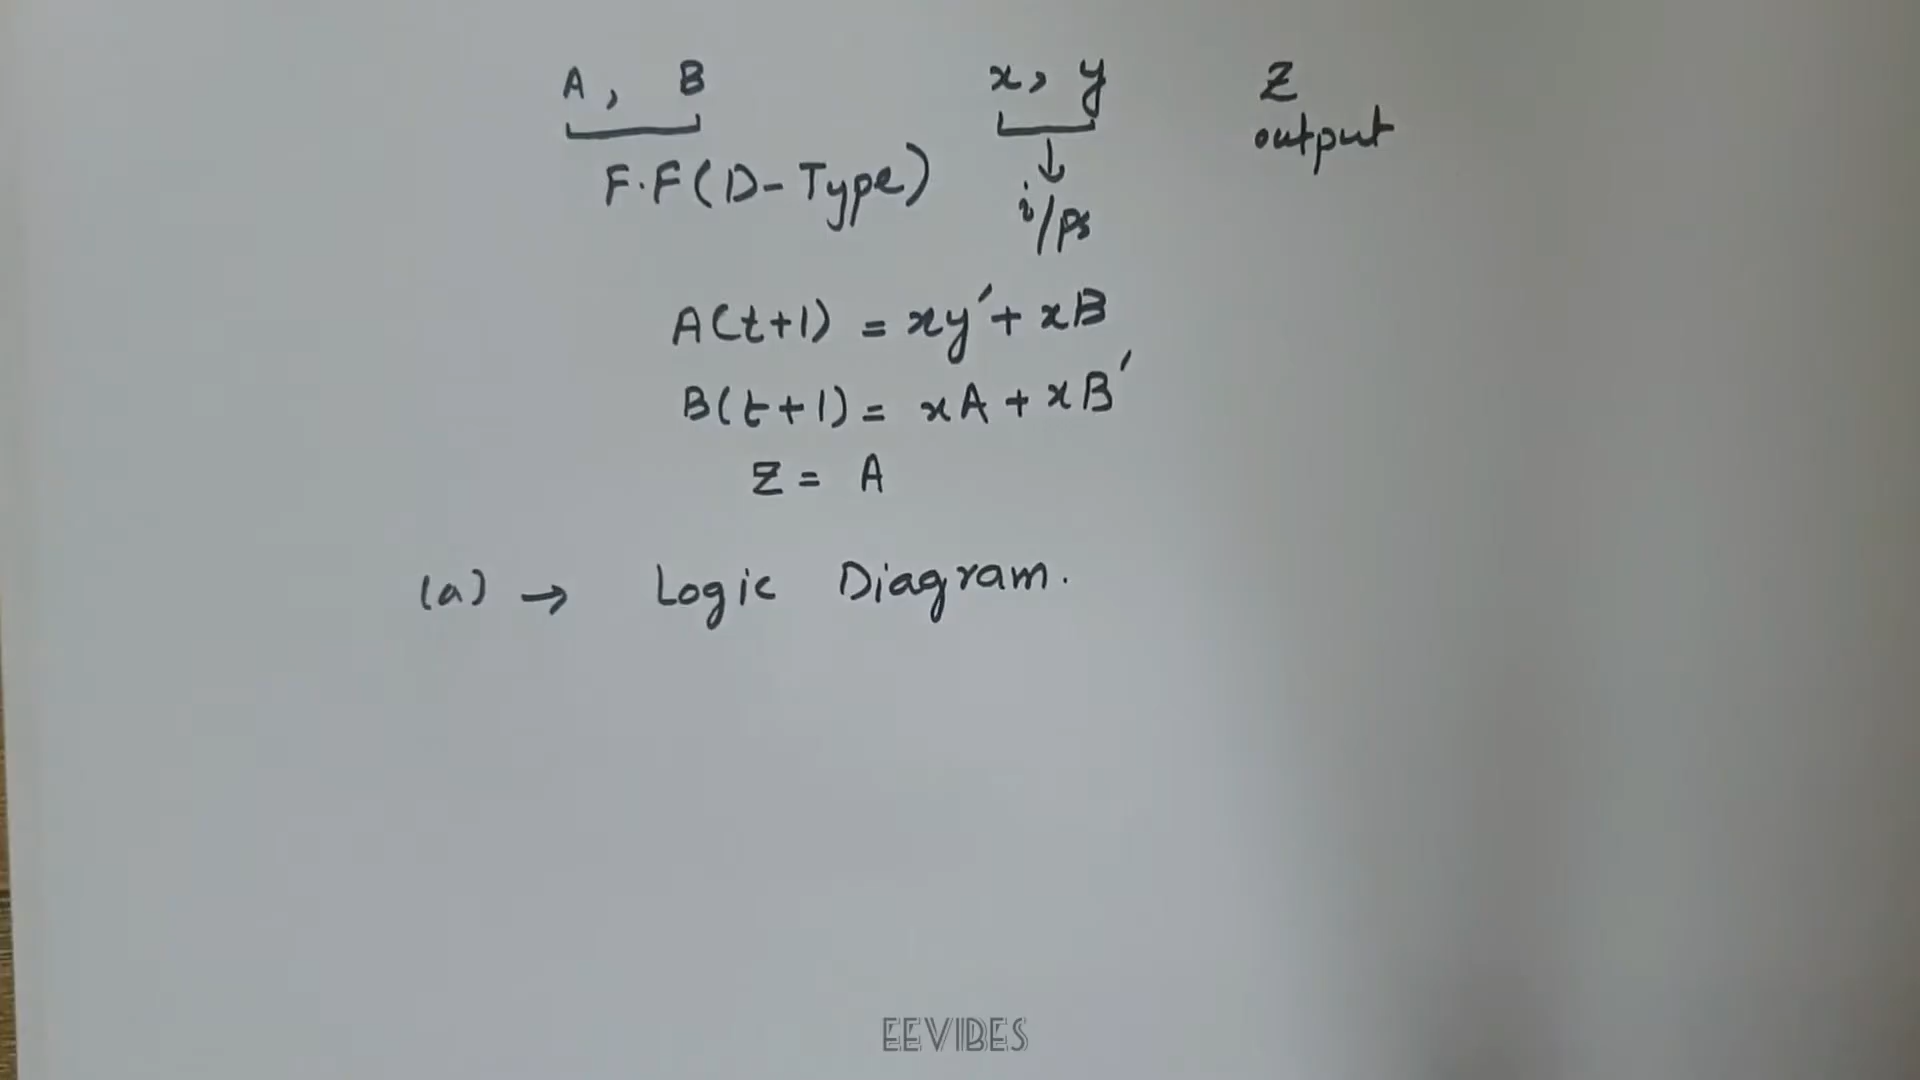 A, B x, y Z
output
F.F(D-Type) i/ps
A(t+1) = xy' + xB
B(t+1) = xA + xB'
Z = A
(a) → Logic Diagram.
EEVIBES